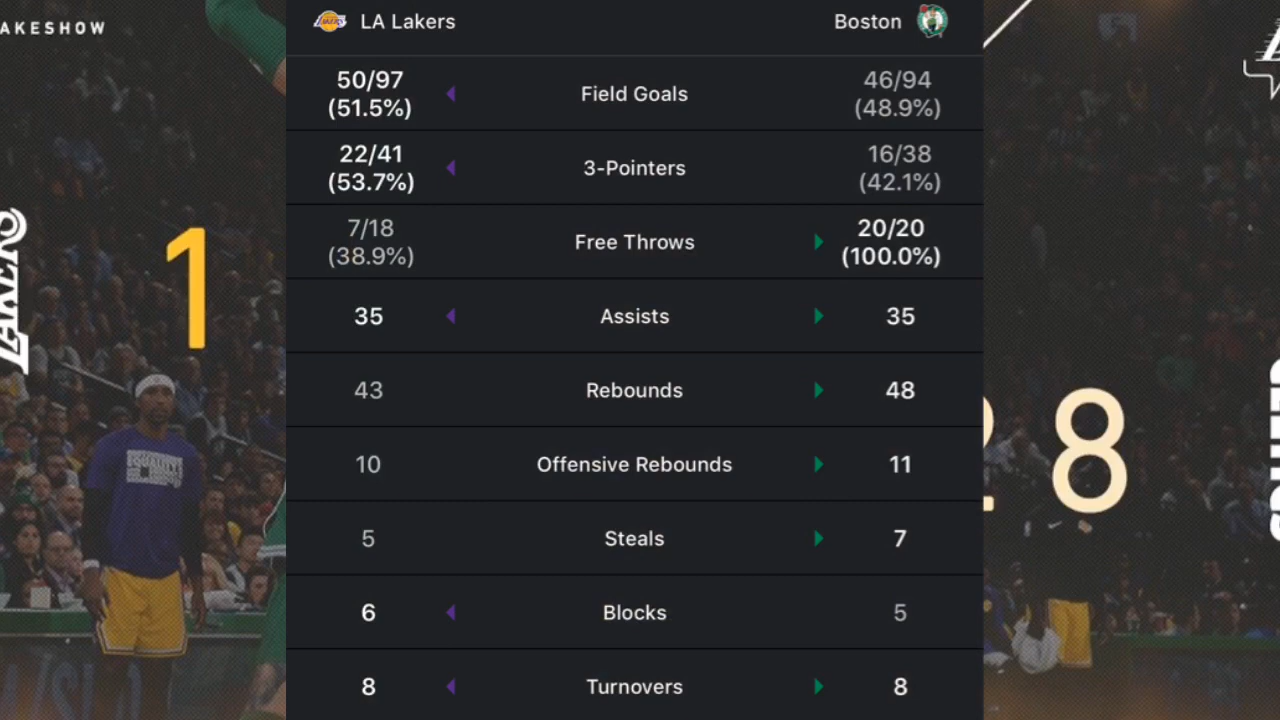 AKESHOW
LA Lakers
Boston
50/97
(51.5%)
Field Goals
46/94
(48.9%)
22/41
(53.7%)
3-Pointers
16/38
(42.1%)
7/18
(38.9%)
Free Throws
20/20
(100.0%)
35
Assists
35
43
Rebounds
48
10
Offensive Rebounds
11
5
Steals
7
6
Blocks
5
8
Turnovers
8
LAKERS
1
28